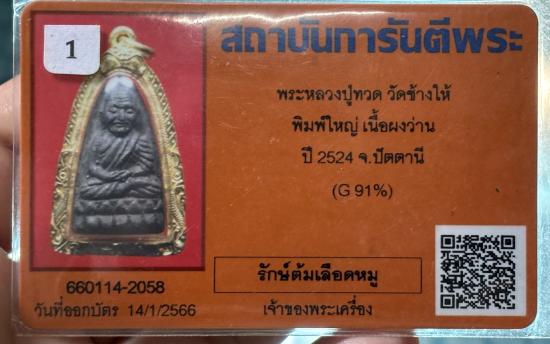 1
สถาบันการันตีพระ
พระหลวงปู่ทวด วัดช้างให้
พิมพ์ใหญ่ เนื้อผงว่าน
ปี 2524 จ.ปัตตานี
(G 91%)
660114-2058
วันที่ออกบัตร 14/1/2566
รักษ์ต้มเลือดหมู
เจ้าของพระเครื่อง